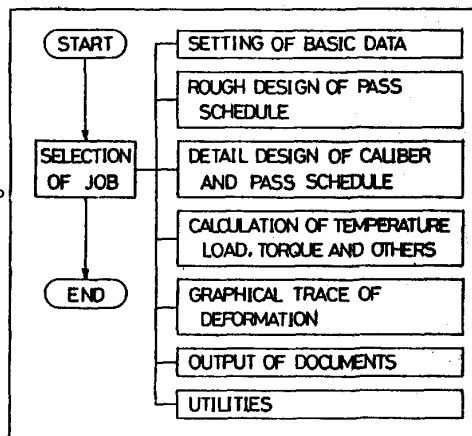 START
SELECTION
OF JOB
END
SETTING OF BASIC DATA
ROUGH DESIGN OF PASS
SCHEDULE
DETAIL DESIGN OF CALIBER
AND PASS SCHEDULE
CALCULATION OF TEMPERATURE
LOAD, TORQUE AND OTHERS
GRAPHICAL TRACE OF
DEFORMATION
OUTPUT OF DOCUMENTS
UTILITIES